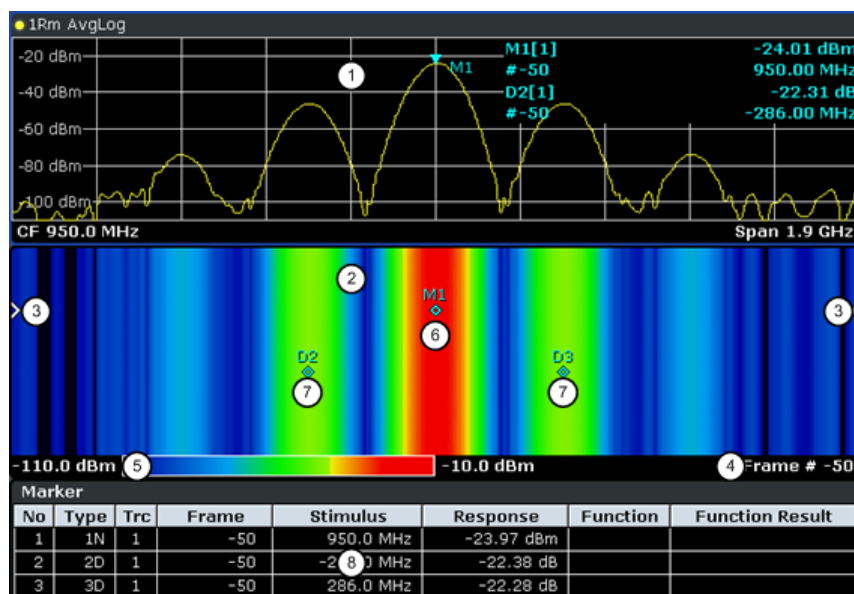 1Rm AvgLog
M1[1] -24.01 dBm
#-50 950.00 MHz
D2[1] -22.31 dB
#-50 -286.00 MHz
-20 dBm
1
M1
-40 dBm
-60 dBm
-80 dBm
-100 dBm
CF 950.0 MHz Span 1.9 GHz
2
M1
3
3
6
D2
D3
7
7
-110.0 dBm 5 -10.0 dBm 4 Frame # -50
Marker
No Type Trc Frame Stimulus Response Function Function Result
1 1N 1 -50 950.0 MHz -23.97 dBm
2 2D 1 -50 8 -22.38 dB
3 3D 1 -50 286.0 MHz -22.28 dB